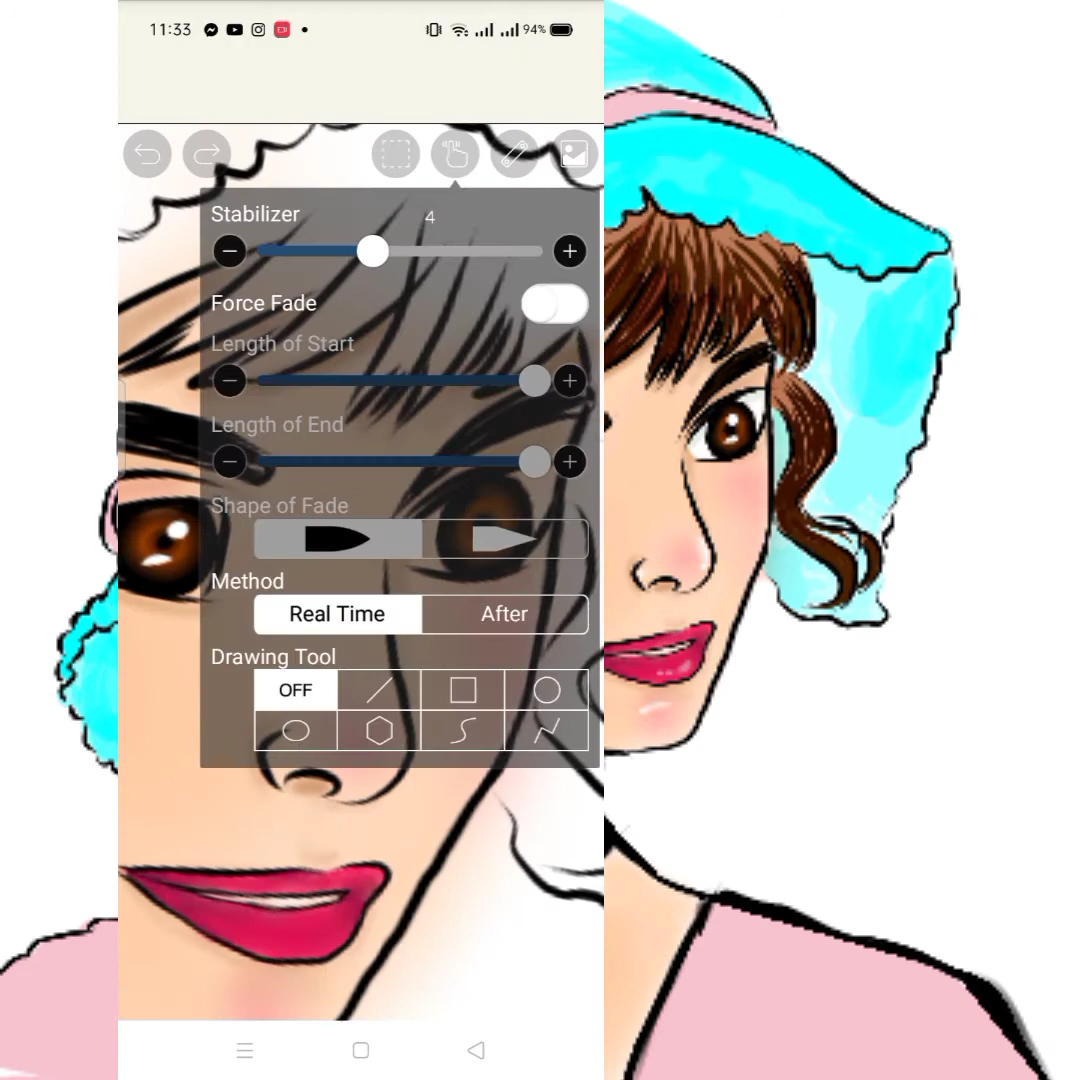 11:33 94%
Stabilizer 4
Force Fade
Length of Start
Length of End
Shape of Fade
Method
Real Time After
Drawing Tool
OFF